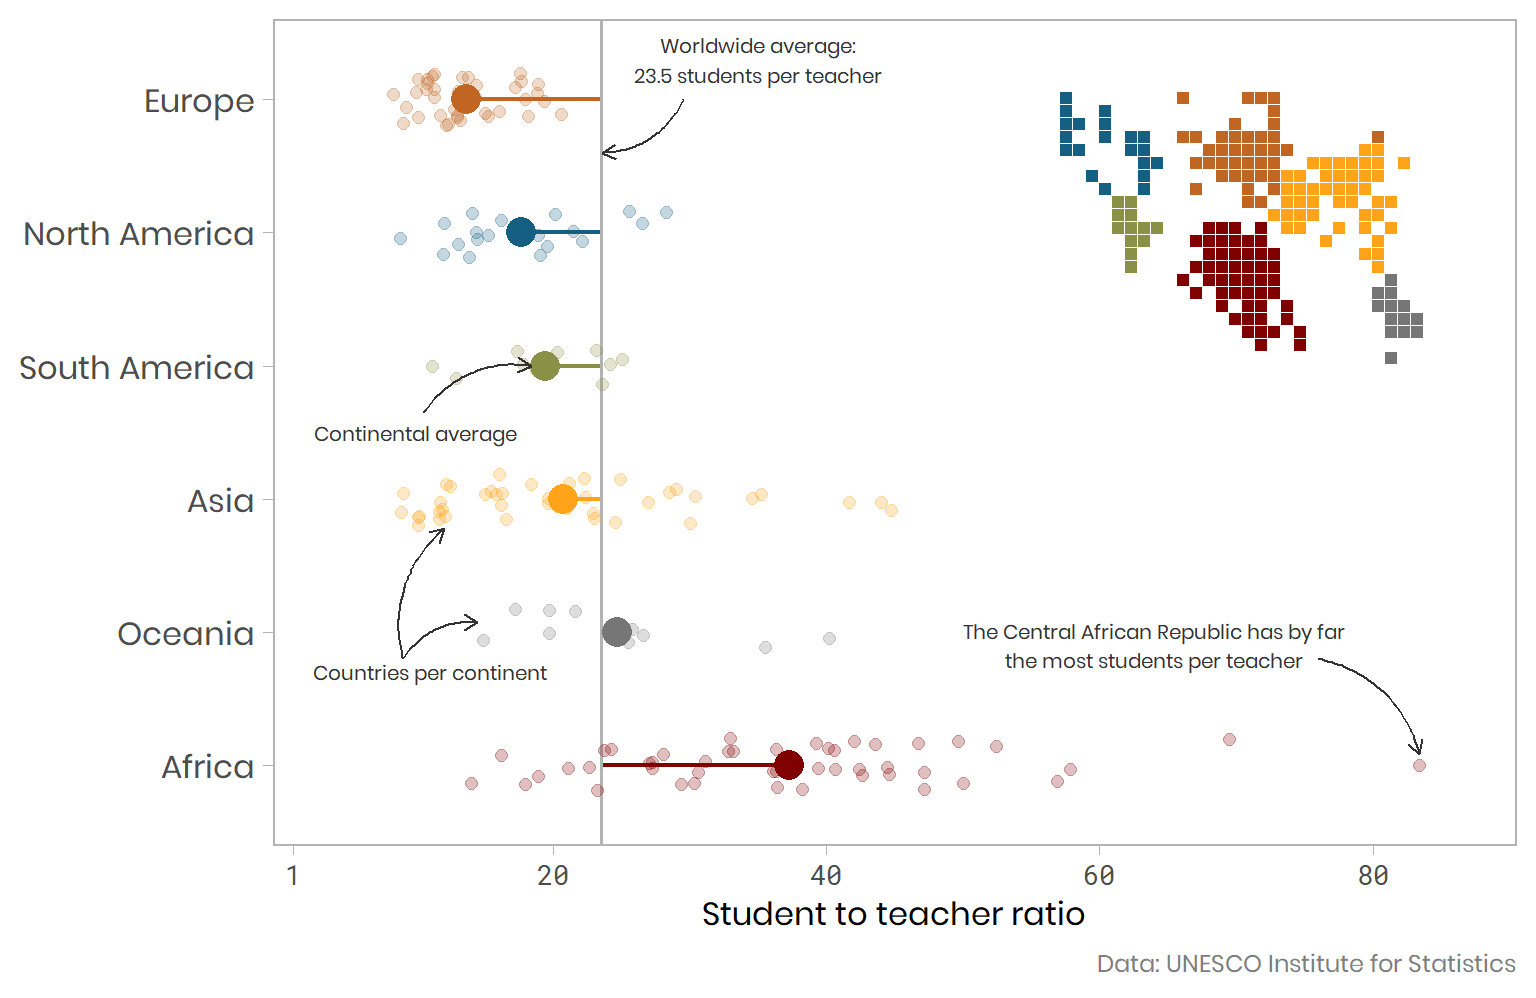 Worldwide average:
23.5 students per teacher
Europe
North America
South America
Continental average
Asia
Oceania
Countries per continent
The Central African Republic has by far
the most students per teacher
Africa
1 20 40 60 80
Student to teacher ratio
Data: UNESCO Institute for Statistics